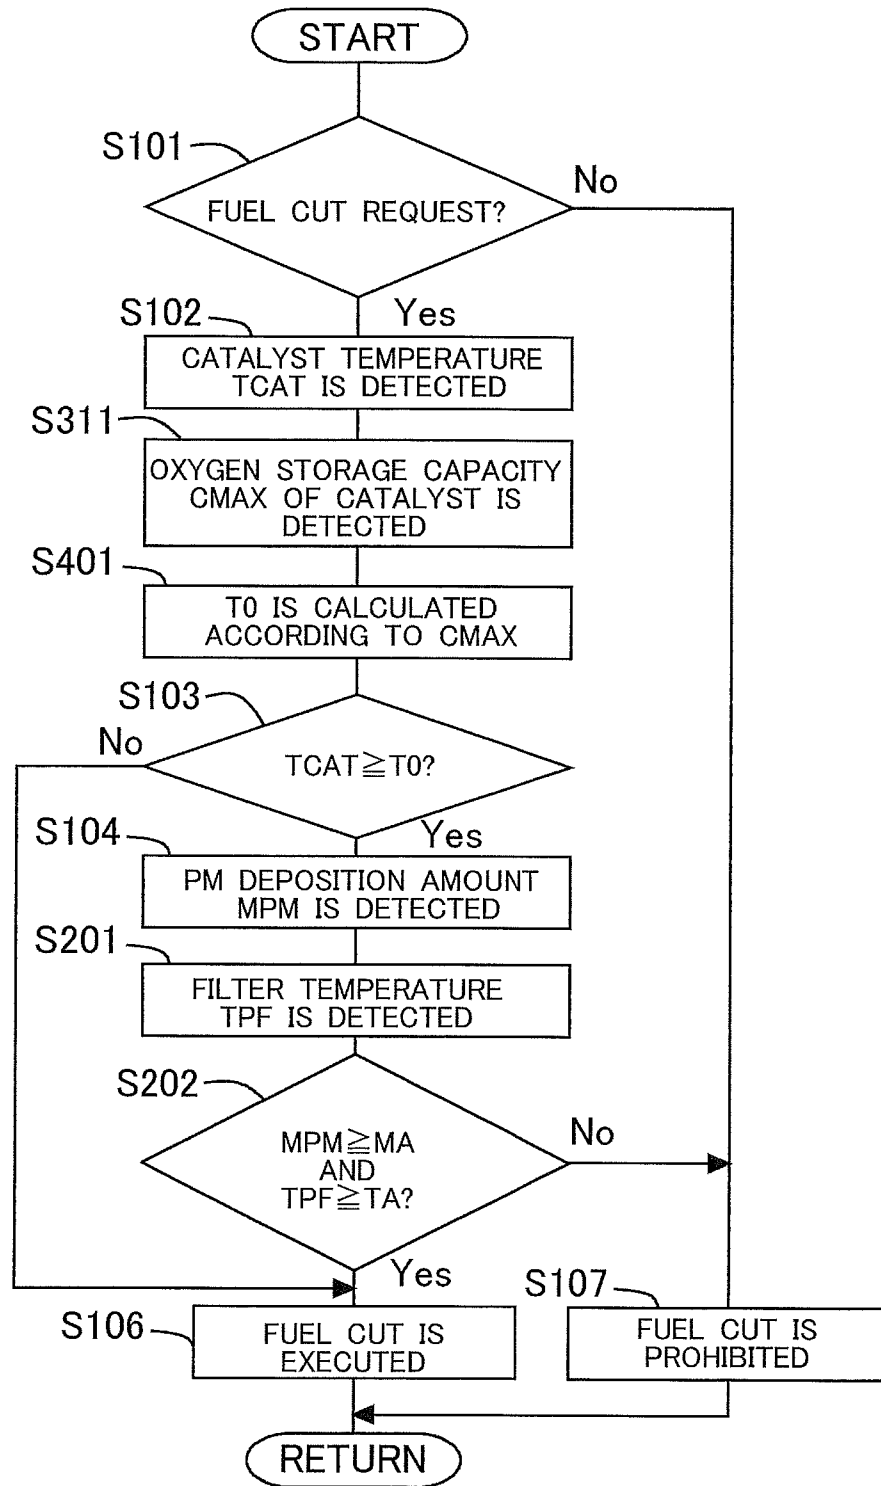 START
S101
No
FUEL CUT REQUEST?
Yes
S102
CATALYST TEMPERATURE
TCAT IS DETECTED
S311
OXYGEN STORAGE CAPACITY
CMAX OF CATALYST IS
DETECTED
S401
T0 IS CALCULATED
ACCORDING TO CMAX
S103
No
TCAT≧T0?
Yes
S104
PM DEPOSITION AMOUNT
MPM IS DETECTED
S201
FILTER TEMPERATURE
TPF IS DETECTED
S202
No
MPM≧MA
AND
TPF≧TA?
Yes
S106
FUEL CUT IS
EXECUTED
S107
FUEL CUT IS
PROHIBITED
RETURN